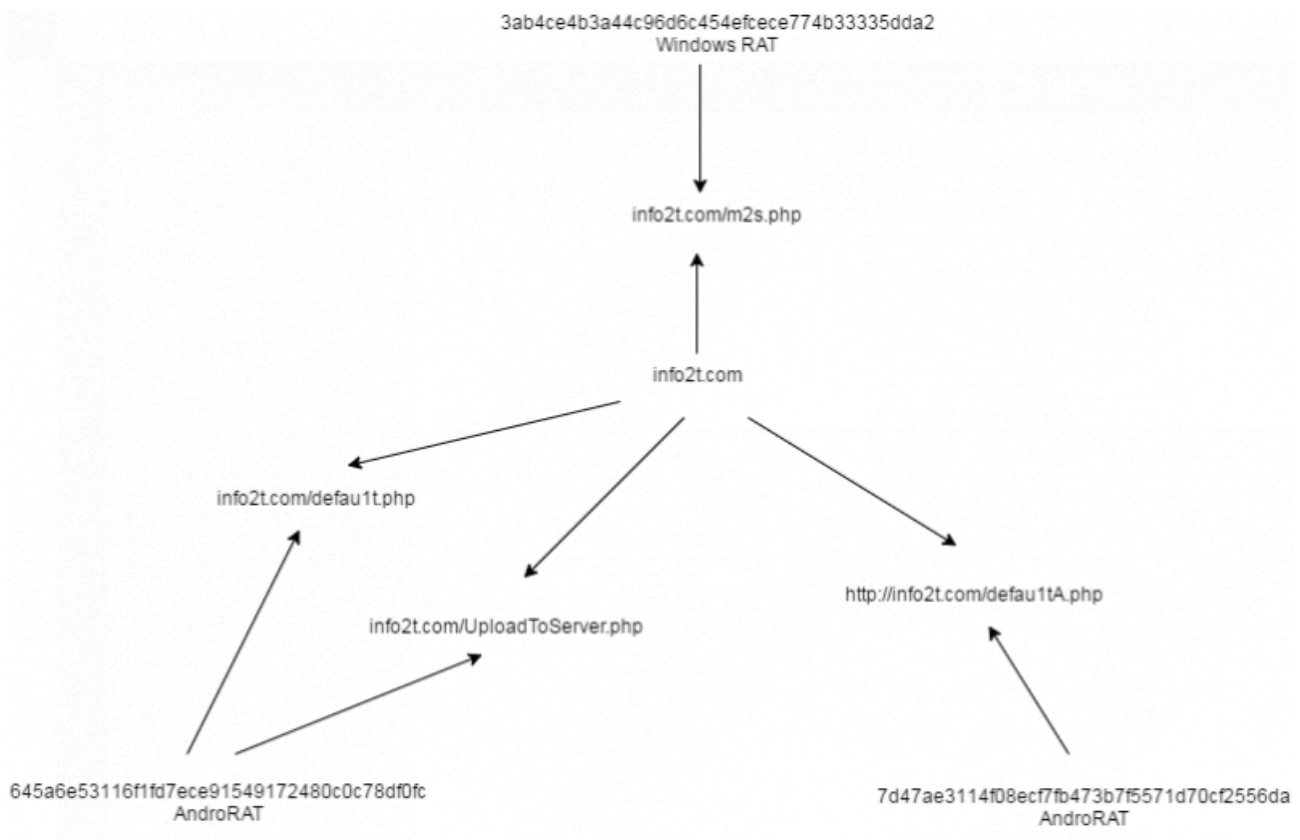 3ab4ce4b3a44c96d6c454efcece774b33335dda2
Windows RAT
info2t.com/m2s.php
info2t.com
info2t.com/defau1t.php
info2t.com/UploadToServer.php
http://info2t.com/defau1tA.php
645a6e53116f1fd7ece91549172480c0c78df0fc
AndroRAT
7d47ae3114f08ecf7fb473b7f5571d70cf2556da
AndroRAT